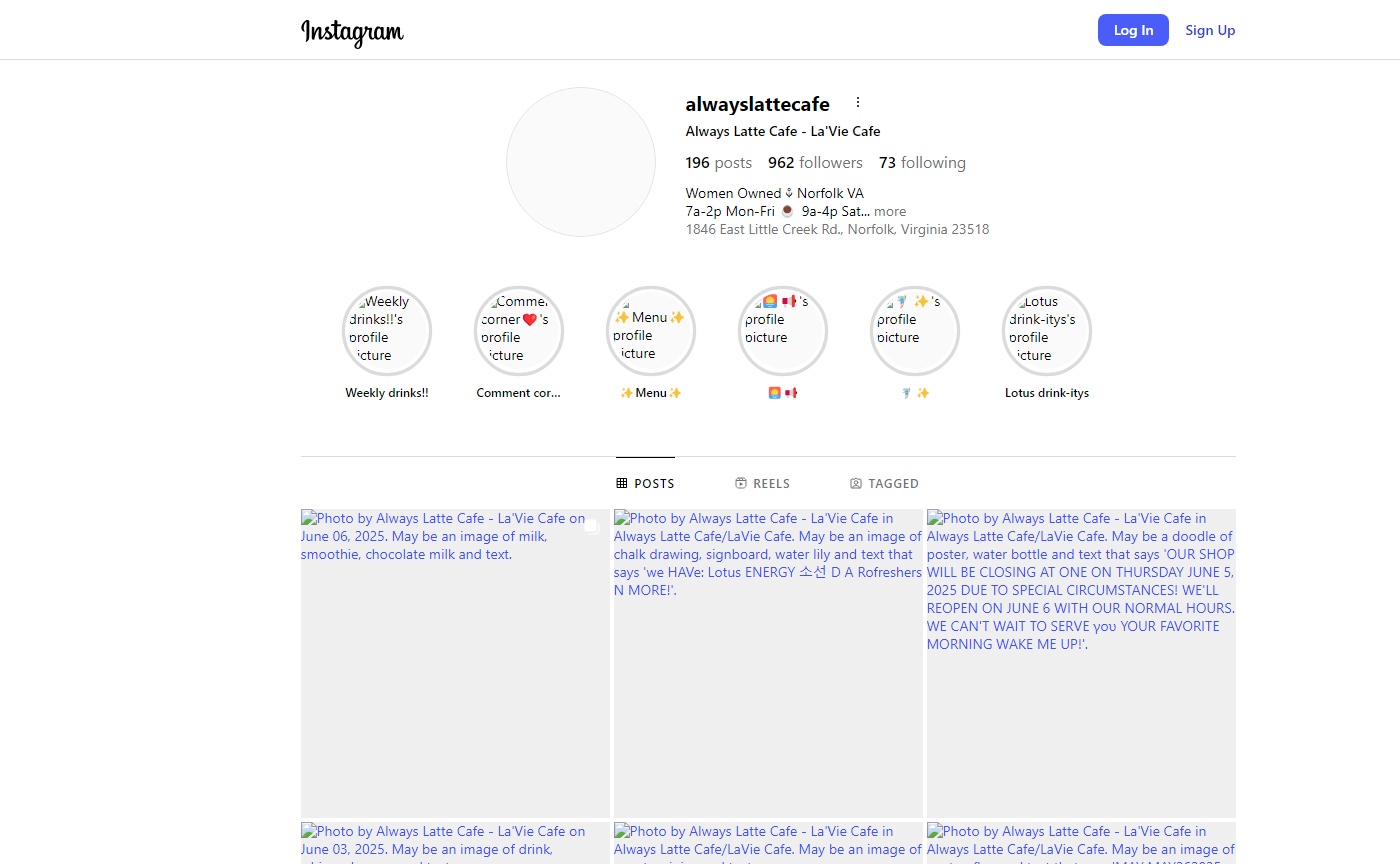 Instagram
Log In
Sign Up
alwayslattecafe
Always Latte Cafe - La'Vie Cafe
196 posts 962 followers 73 following
Women Owned⚘Norfolk VA
7a-2p Mon-Fri ☕ 9a-4p Sat... more
1846 East Little Creek Rd., Norfolk, Virginia 23518
Weekly
drinks!!'s
profile
picture
Weekly drinks!!
Commen
corner❤️'s
profile
picture
Comment cor...
✨Menu✨
profile
picture
✨Menu✨
🌅📢's
profile
picture
🌅📢
🍸✨'s
profile
picture
🍸✨
Lotus
drink-itys's
profile
picture
Lotus drink-itys
POSTS
REELS
TAGGED
Photo by Always Latte Cafe - La'Vie Cafe on
June 06, 2025. May be an image of milk,
smoothie, chocolate milk and text.
Photo by Always Latte Cafe - La'Vie Cafe in
Always Latte Cafe/LaVie Cafe. May be an image of
chalk drawing, signboard, water lily and text that
says 'we HAVe: Lotus ENERGY 소선 D A Rofreshers
N MORE!'.
Photo by Always Latte Cafe - La'Vie Cafe in
Always Latte Cafe/LaVie Cafe. May be a doodle of
poster, water bottle and text that says 'OUR SHOP
WILL BE CLOSING AT ONE ON THURSDAY JUNE 5,
2025 DUE TO SPECIAL CIRCUMSTANCES! WE'LL
REOPEN ON JUNE 6 WITH OUR NORMAL HOURS.
WE CAN'T WAIT TO SERVE γου YOUR FAVORITE
MORNING WAKE ME UP!'.
Photo by Always Latte Cafe - La'Vie Cafe on
June 03, 2025. May be an image of drink,
Photo by Always Latte Cafe - La'Vie Cafe in
Always Latte Cafe/LaVie Cafe. May be an image of
Photo by Always Latte Cafe - La'Vie Cafe in
Always Latte Cafe/LaVie Cafe. May be an image of